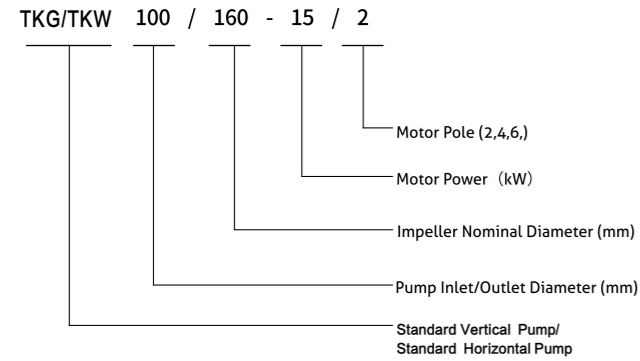 TKG/TKW 100 / 160 - 15 / 2
Motor Pole (2,4,6,)
Motor Power（kW）
Impeller Nominal Diameter (mm)
Pump Inlet/Outlet Diameter (mm)
Standard Vertical Pump/
Standard Horizontal Pump